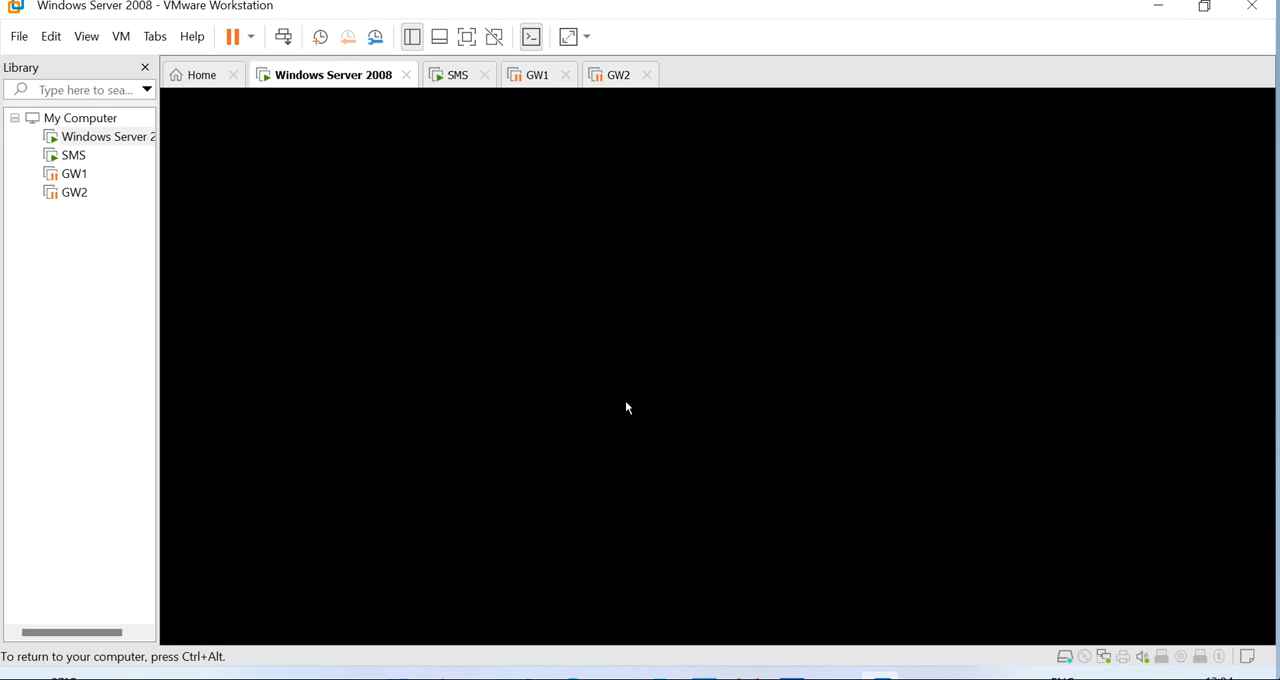 Windows Server 2008 - VMware Workstation
File Edit View VM Tabs Help
Library
Type here to sea...
Home
Windows Server 2008
SMS
GW1
GW2
My Computer
Windows Server 2
SMS
GW1
GW2
To return to your computer, press Ctrl+Alt.